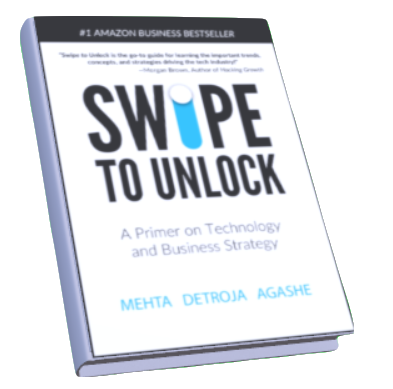 #1 AMAZON BUSINESS BESTSELLER
"Swipe to Unlock is the go-to guide for learning the important trends,
concepts, and strategies driving the tech industry!"
—Morgan Brown, Author of Hacking Growth
SWIPE
TO UNLOCK
A Primer on Technology
and Business Strategy
MEHTA DETROJA AGASHE